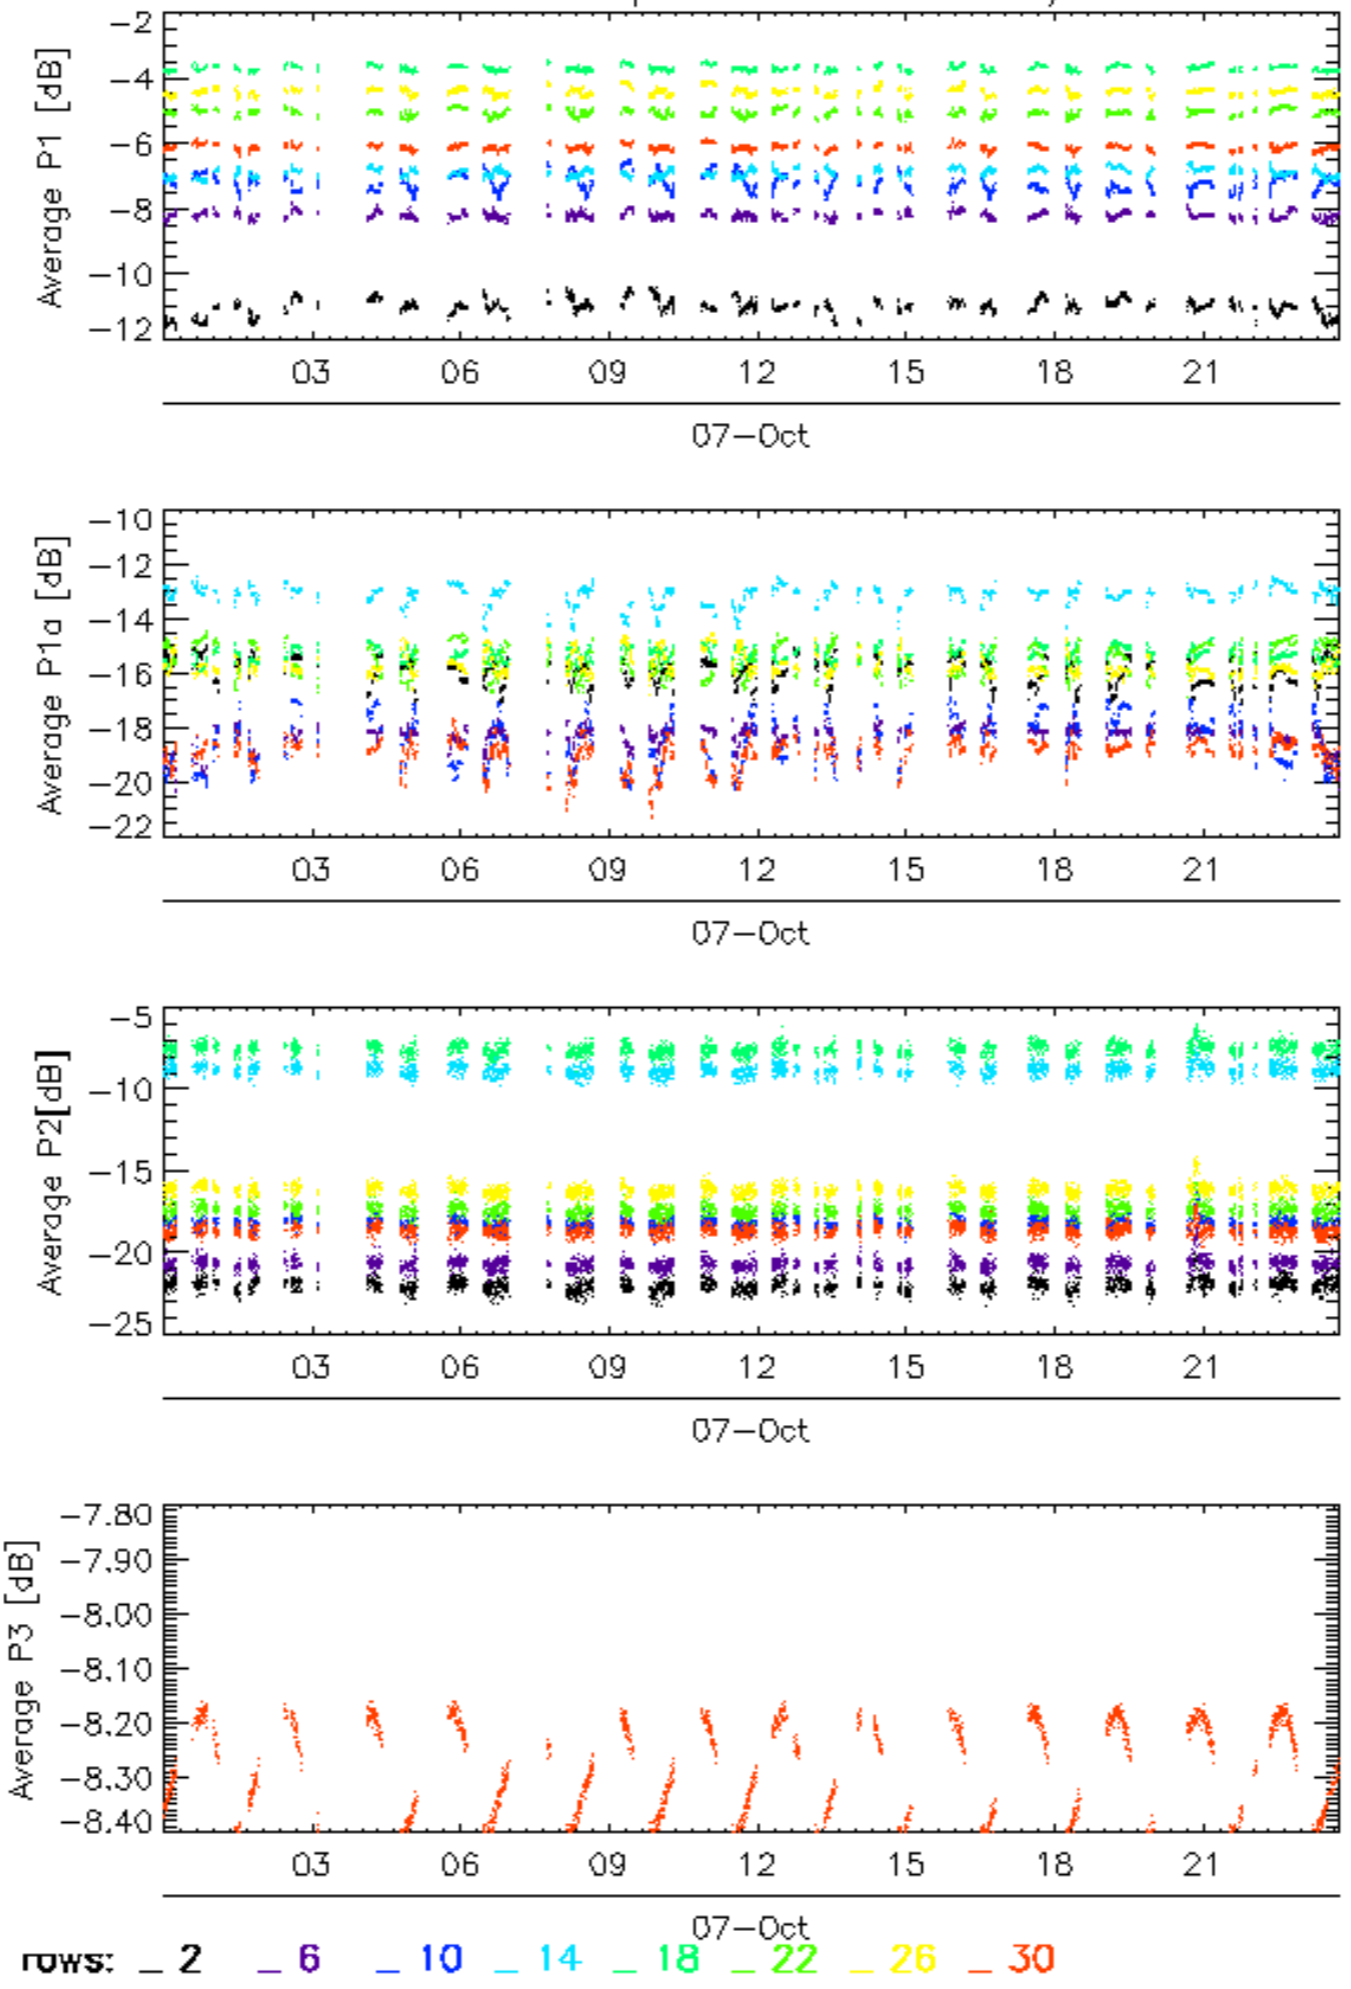 -2
-4
-6
-8
-10
-12
Average P1 [dB]
03 06 09 12 15 18 21
07-Oct
-10
-12
-14
-16
-18
-20
-22
Average P1a [dB]
03 06 09 12 15 18 21
07-Oct
-5
-10
-15
-20
-25
Average P2[dB]
03 06 09 12 15 18 21
07-Oct
-7.80
-7.90
-8.00
-8.10
-8.20
-8.30
-8.40
Average P3 [dB]
03 06 09 12 15 18 21
07-Oct
rows: _ 2 _ 6 _ 10 _ 14 _ 18 _ 22 _ 26 _ 30